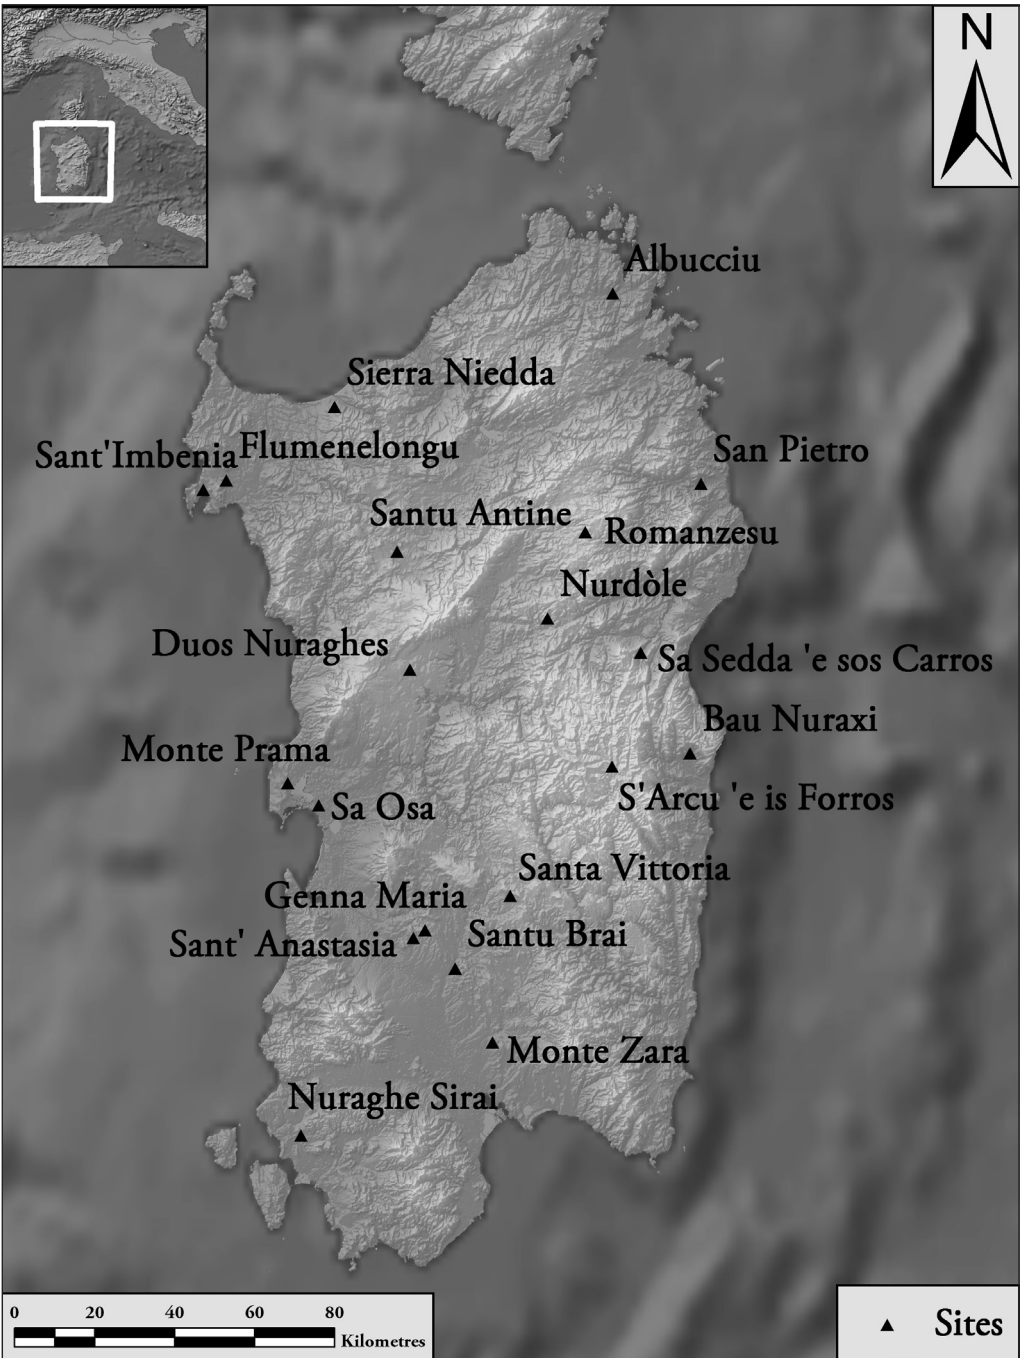 N
Albucciu
Sierra Niedda
Flumenelongu
Sant'Imbenia
San Pietro
Santu Antine
Romanzesu
Nurdòle
Duos Nuraghes
Sa Sedda 'e sos Carros
Bau Nuraxi
Monte Prama
S'Arcu 'e is Forros
Sa Osa
Santa Vittoria
Genna Maria
Santu Brai
Sant' Anastasia
Monte Zara
Nuraghe Sirai
0 20 40 60 80
Kilometres
Sites